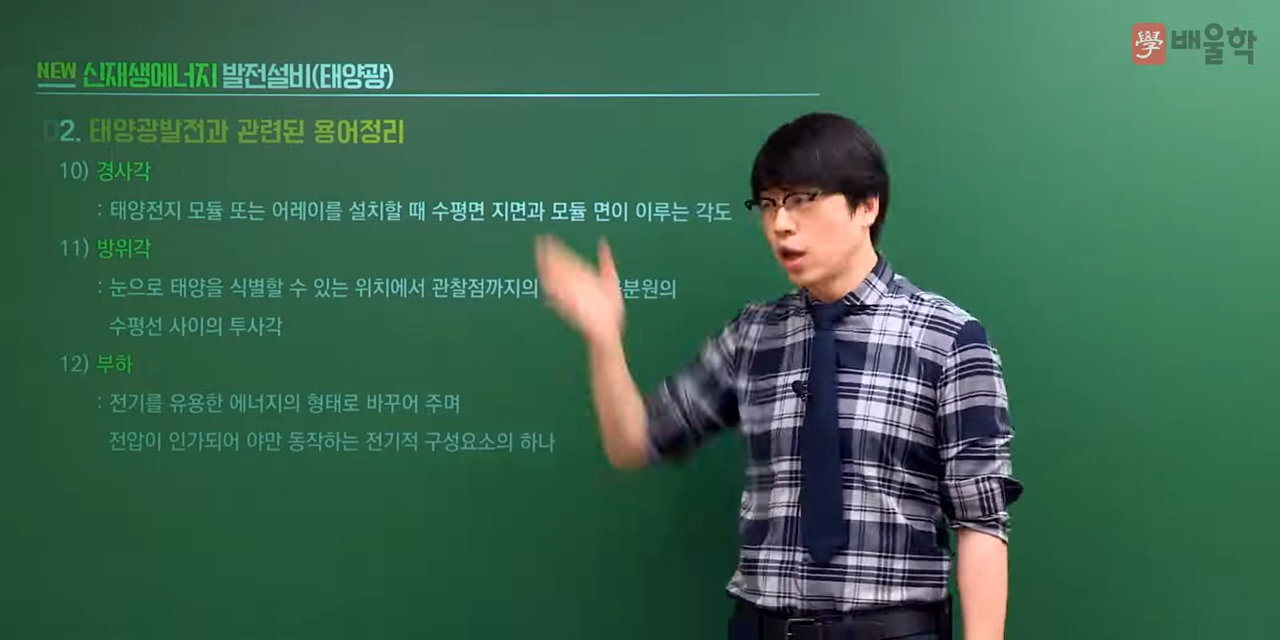 學 배울학
NEW 신재생에너지 발전설비(태양광)
02. 태양광발전과 관련된 용어정리
10) 경사각
: 태양전지 모듈 또는 어레이를 설치할 때 수평면 지면과 모듈 면이 이루는 각도
11) 방위각
: 눈으로 태양을 식별할 수 있는 위치에서 관찰점까지의 분원의
수평선 사이의 투사각
12) 부하
: 전기를 유용한 에너지의 형태로 바꾸어 주며
전압이 인가되어 야만 동작하는 전기적 구성요소의 하나